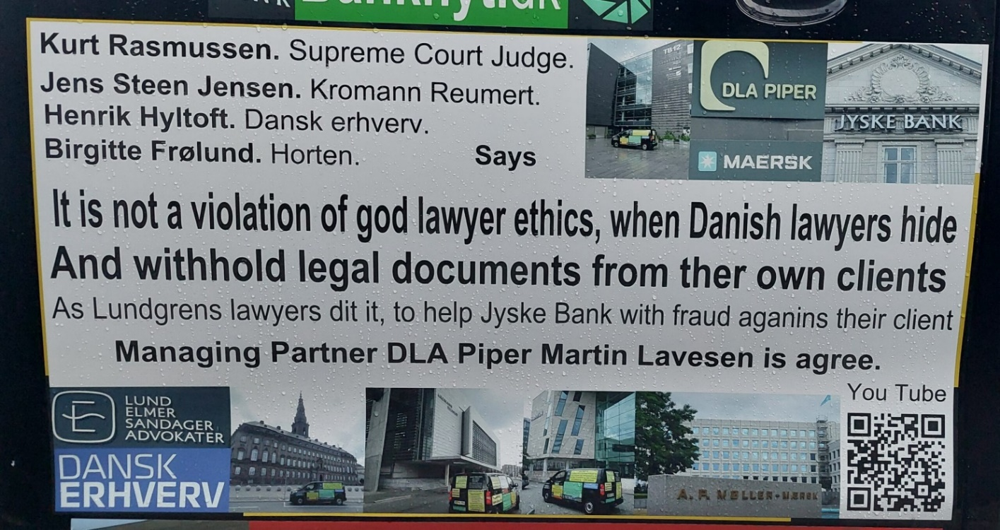 Kurt Rasmussen. Supreme Court Judge.
Jens Steen Jensen. Kromann Reumert.
Henrik Hyltoft. Dansk erhverv.
Birgitte Frølund. Horten. Says
DLA PIPER
MAERSK
JYSKE BANK
It is not a violation of god lawyer ethics, when Danish lawyers hide
And withhold legal documents from ther own clients
As Lundgrens lawyers dit it, to help Jyske Bank with fraud aganins their client
Managing Partner DLA Piper Martin Lavesen is agree.
LUND
ELMER
SANDAGER
ADVOKATER
DANSK
ERHVERV
A. P. MØLLER - MÆRSK
You Tube